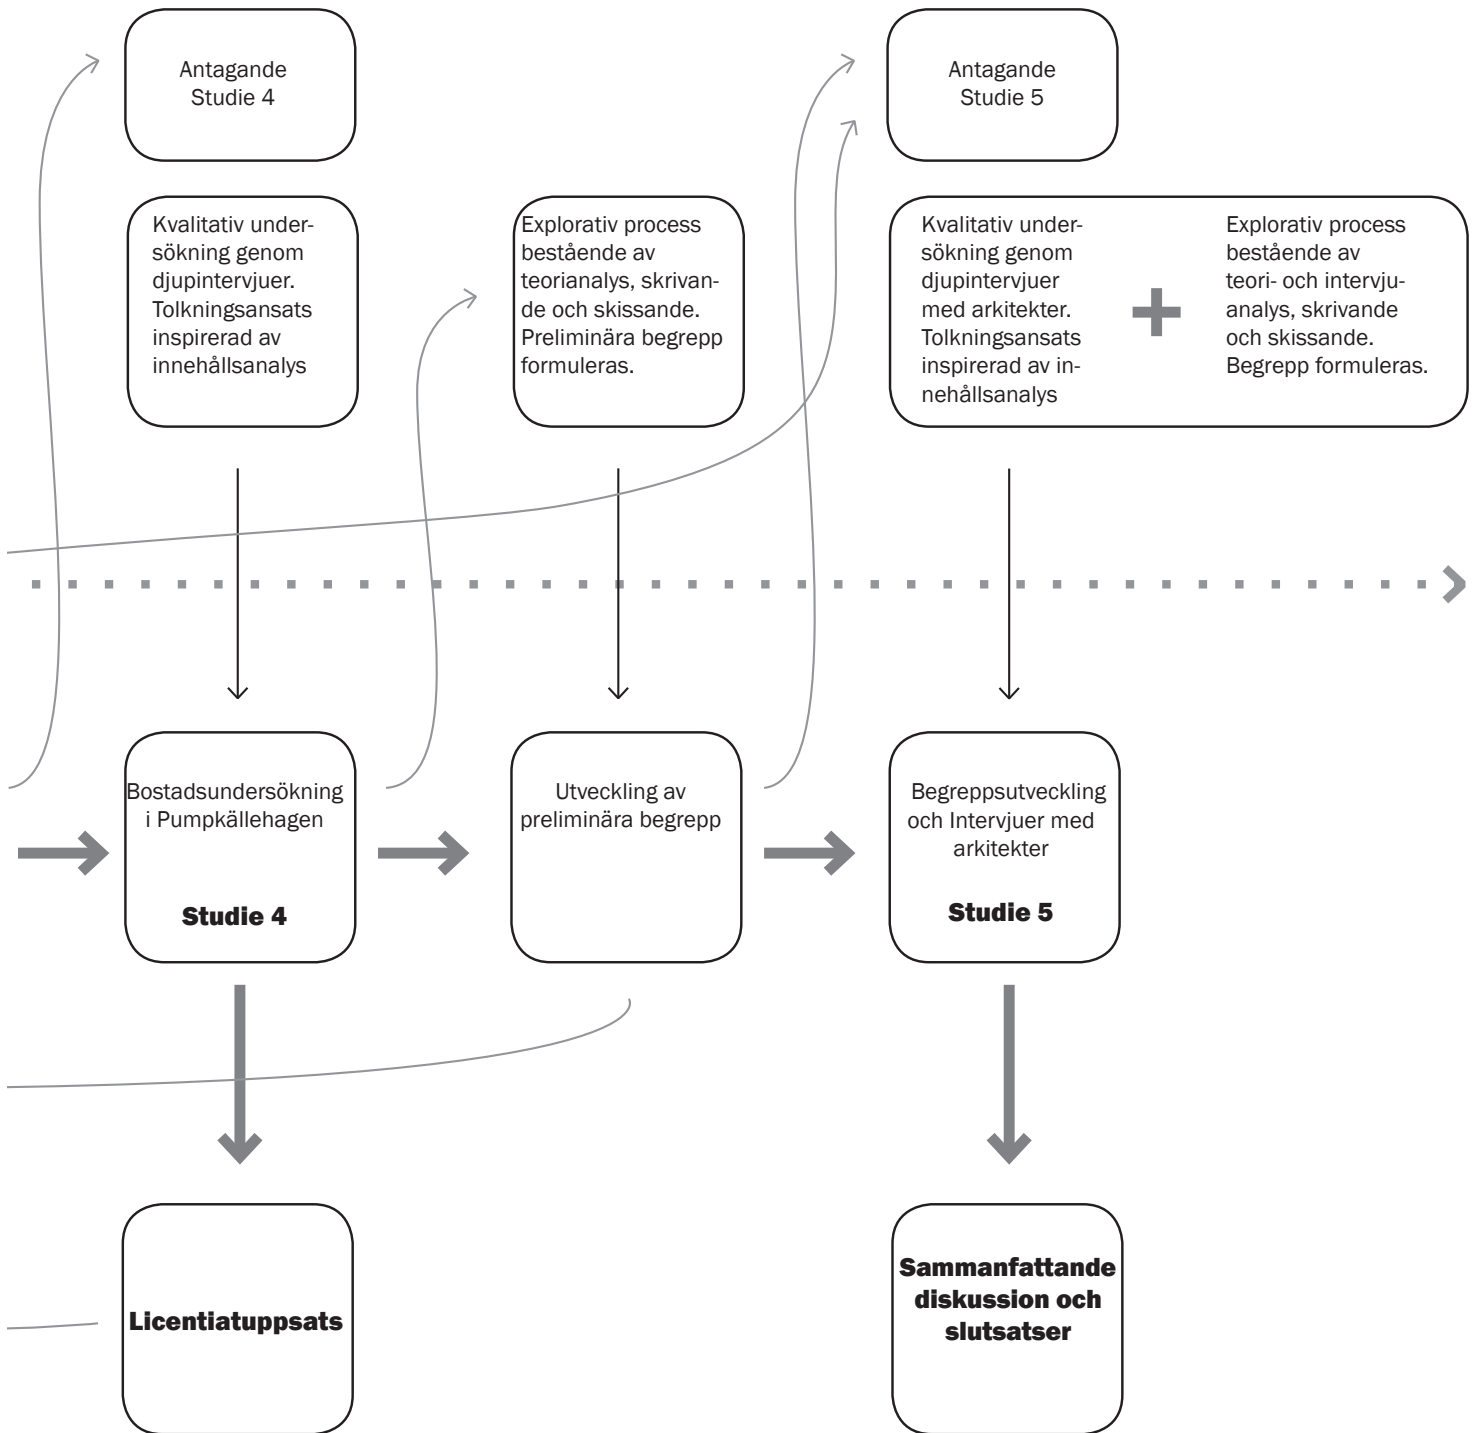 Antagande
Studie 4
Antagande
Studie 5
Kvalitativ under-
sökning genom
djupintervjuer.
Tolkningsansats
inspirerad av
innehållsanalys
Explorativ process
bestående av
teorianalys, skrivan-
de och skissande.
Preliminära begrepp
formuleras.
Kvalitativ under-
sökning genom
djupintervjuer
med arkitekter.
Tolkningsansats
inspirerad av in-
nehållsanalys
+
Explorativ process
bestående av
teori- och intervju-
analys, skrivande
och skissande.
Begrepp formuleras.
Bostadsundersökning
i Pumpkällehagen
Studie 4
Utveckling av
preliminära begrepp
Begreppsutveckling
och Intervjuer med
arkitekter
Studie 5
Licentiatuppsats
Sammanfattande
diskussion och
slutsatser